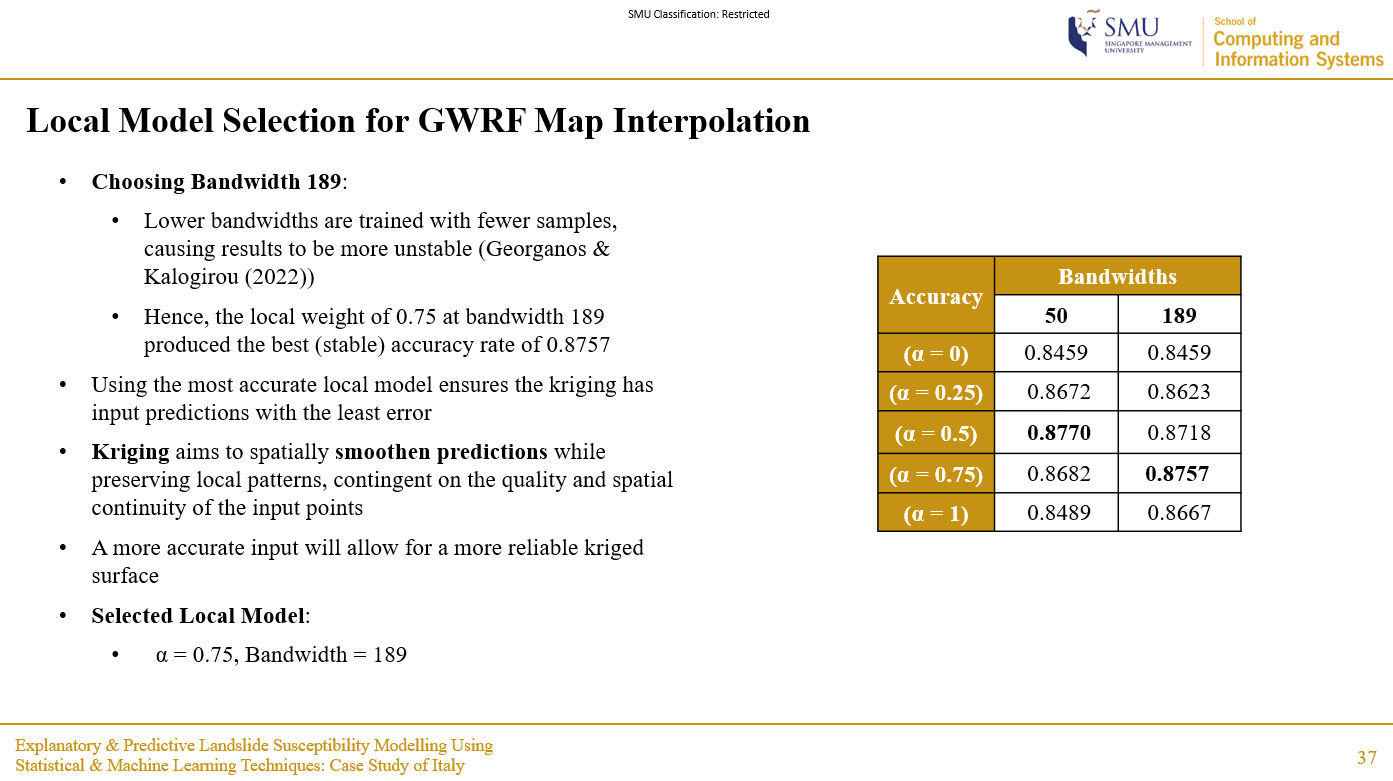 SMU Classification: Restricted
SMU
SINGAPORE MANAGEMENT
UNIVERSITY
School of
Computing and
Information Systems
Local Model Selection for GWRF Map Interpolation
• Choosing Bandwidth 189:
• Lower bandwidths are trained with fewer samples,
causing results to be more unstable (Georganos &
Kalogirou (2022))
• Hence, the local weight of 0.75 at bandwidth 189
produced the best (stable) accuracy rate of 0.8757
• Using the most accurate local model ensures the kriging has
input predictions with the least error
• Kriging aims to spatially smoothen predictions while
preserving local patterns, contingent on the quality and spatial
continuity of the input points
• A more accurate input will allow for a more reliable kriged
surface
• Selected Local Model:
• α = 0.75, Bandwidth = 189
Accuracy Bandwidths
50 189
(α = 0) 0.8459 0.8459
(α = 0.25) 0.8672 0.8623
(α = 0.5) 0.8770 0.8718
(α = 0.75) 0.8682 0.8757
(α = 1) 0.8489 0.8667
Explanatory & Predictive Landslide Susceptibility Modelling Using
Statistical & Machine Learning Techniques: Case Study of Italy
37